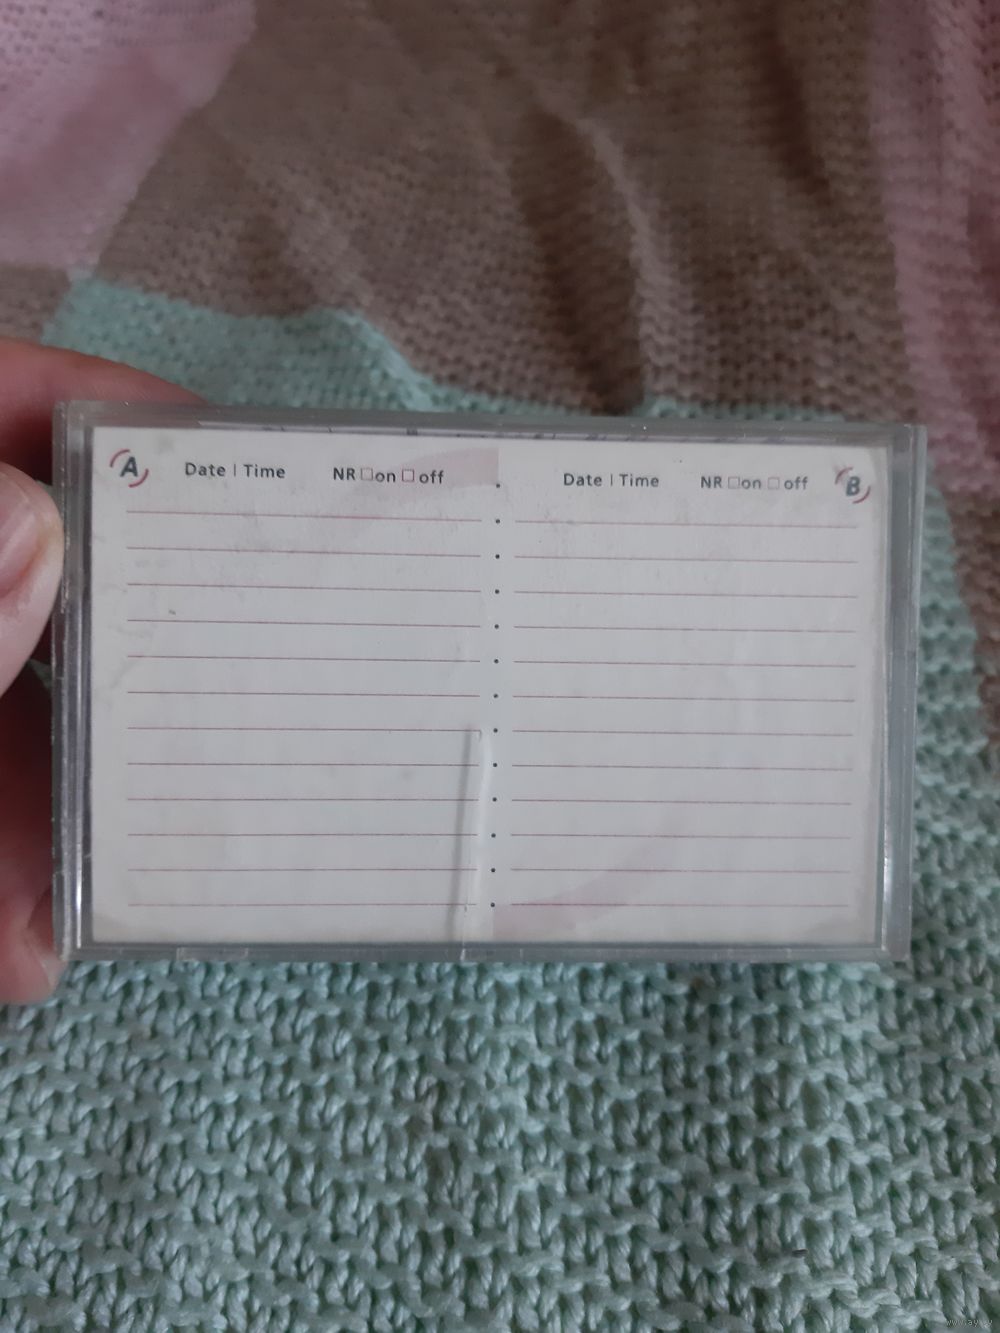 A Date | Time NR □on □ off
Date | Time NR □on □ off B